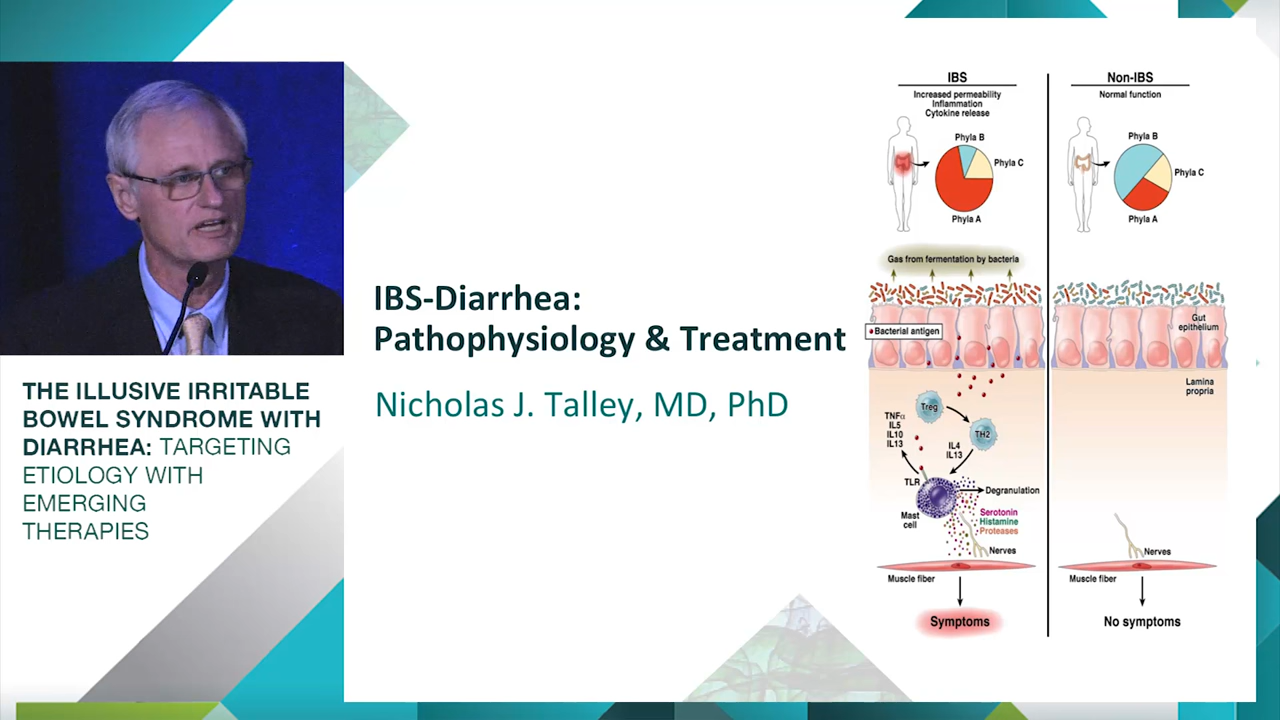 THE ILLUSIVE IRRITABLE
BOWEL SYNDROME WITH
DIARRHEA: TARGETING
ETIOLOGY WITH
EMERGING
THERAPIES
IBS-Diarrhea:
Pathophysiology & Treatment
Nicholas J. Talley, MD, PhD
IBS
Increased permeability
Inflammation
Cytokine release
Phyla B
Phyla C
Phyla A
Gas from fermentation by bacteria
Bacterial antigen
Treg
TH2
TNFα
IL5
IL10
IL13
IL4
IL13
TLR
Mast
cell
Degranulation
Serotonin
Histamine
Proteases
Nerves
Muscle fiber
Symptoms
Non-IBS
Normal function
Phyla B
Phyla C
Phyla A
Gut
epithelium
Lamina
propria
Nerves
Muscle fiber
No symptoms